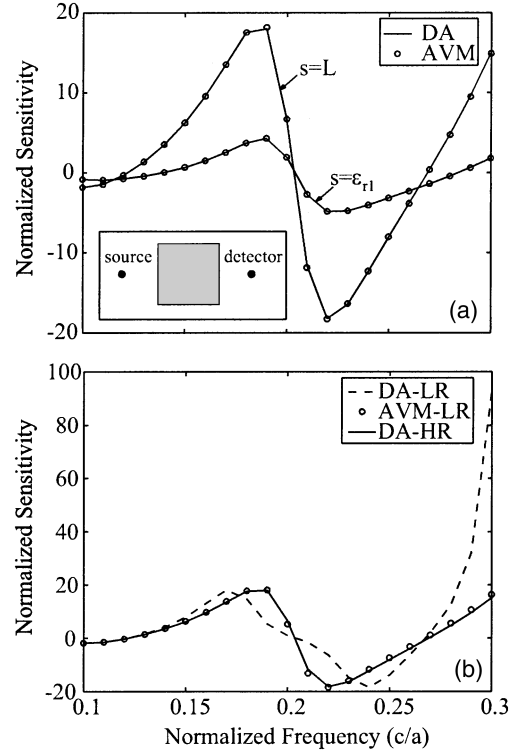 20
10
0
-10
-20
Normalized Sensitivity
DA
AVM
s=L
s=εr1
source
detector
(a)
100
80
60
40
20
0
-20
Normalized Sensitivity
DA-LR
AVM-LR
DA-HR
(b)
0.1 0.15 0.2 0.25 0.3
Normalized Frequency (c/a)